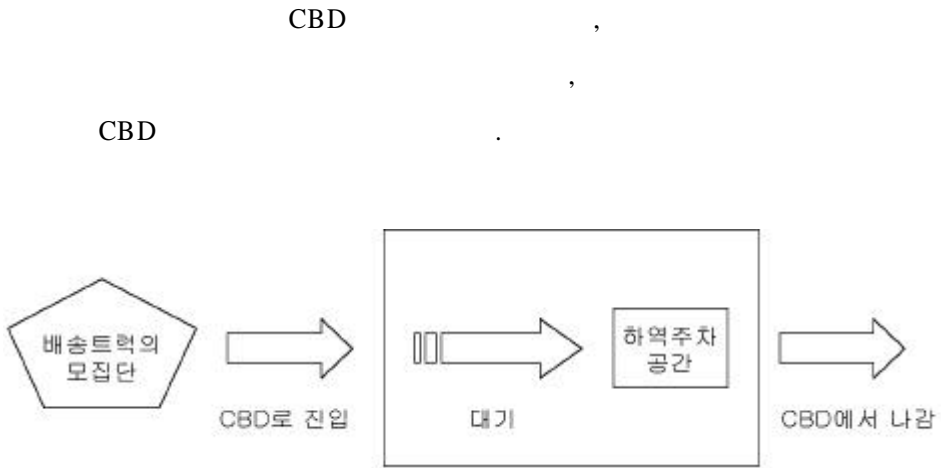 CBD ,
,
CBD .
배송트럭의
모집단
하역주차
공간
CBD로 진입
대기
CBD에서 나감